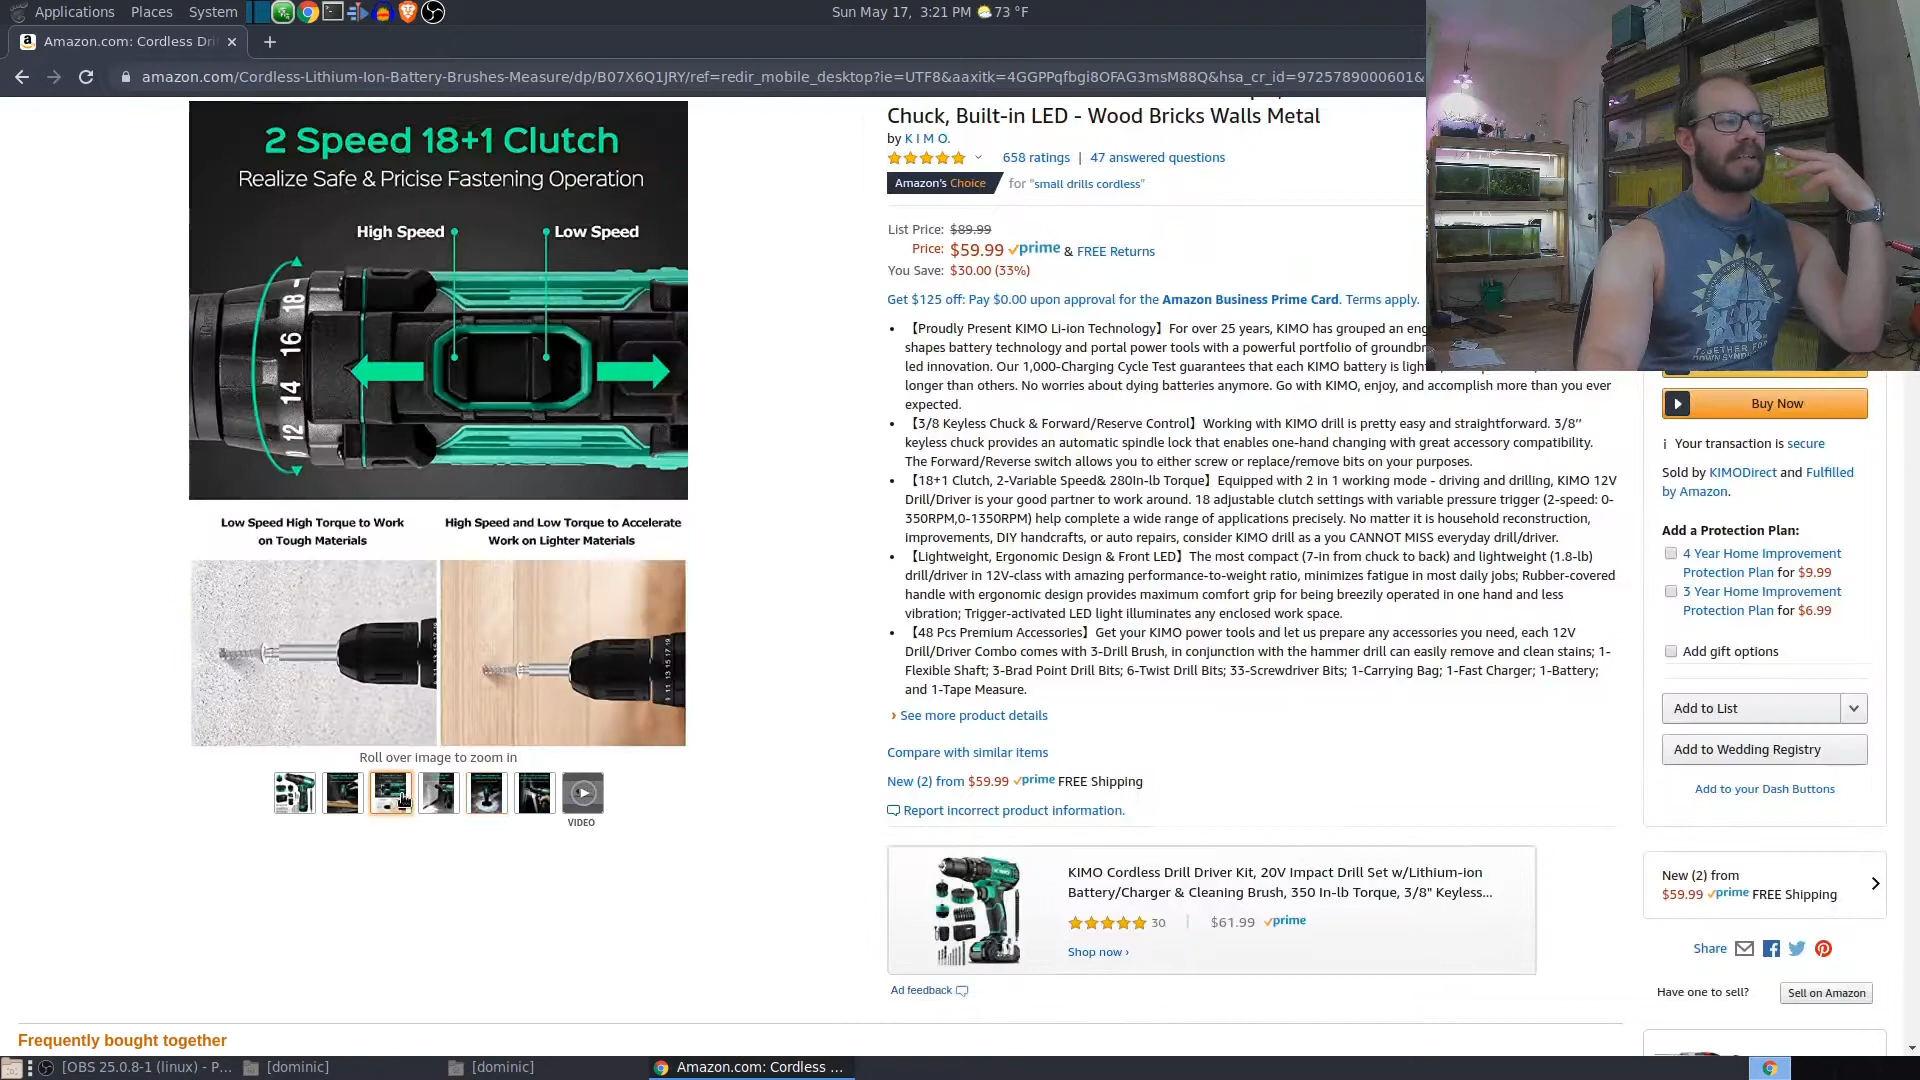 Applications Places System
Sun May 17, 3:21 PM 73 °F
Amazon.com: Cordless Dri
amazon.com/Cordless-Lithium-Ion-Battery-Brushes-Measure/dp/B07X6Q1JRY/ref=redir_mobile_desktop?ie=UTF8&aaxitk=4GGPPqfbgi8OFAG3msM88Q&hsa_cr_id=9725789000601&
2 Speed 18+1 Clutch
Realize Safe & Pricise Fastening Operation
High Speed Low Speed
18
16
14
12
Low Speed High Torque to Work
on Tough Materials
High Speed and Low Torque to Accelerate
Work on Lighter Materials
11 13 15 17 19
Roll over image to zoom in
VIDEO
Chuck, Built-in LED - Wood Bricks Walls Metal
by K I M O.
658 ratings | 47 answered questions
Amazon's Choice for "small drills cordless"
List Price: $89.99
Price: $59.99 prime & FREE Returns
You Save: $30.00 (33%)
Get $125 off: Pay $0.00 upon approval for the Amazon Business Prime Card. Terms apply.
• 【Proudly Present KIMO Li-ion Technology】For over 25 years, KIMO has grouped an eng
shapes battery technology and portal power tools with a powerful portfolio of groundbr
led innovation. Our 1,000-Charging Cycle Test guarantees that each KIMO battery is ligh
longer than others. No worries about dying batteries anymore. Go with KIMO, enjoy, and accomplish more than you ever
expected.
• 【3/8 Keyless Chuck & Forward/Reserve Control】Working with KIMO drill is pretty easy and straightforward. 3/8’’
keyless chuck provides an automatic spindle lock that enables one-hand changing with great accessory compatibility.
The Forward/Reverse switch allows you to either screw or replace/remove bits on your purposes.
• 【18+1 Clutch, 2-Variable Speed& 280In-lb Torque】Equipped with 2 in 1 working mode - driving and drilling, KIMO 12V
Drill/Driver is your good partner to work around. 18 adjustable clutch settings with variable pressure trigger (2-speed: 0-
350RPM,0-1350RPM) help complete a wide range of applications precisely. No matter it is household reconstruction,
improvements, DIY handcrafts, or auto repairs, consider KIMO drill as a you CANNOT MISS everyday drill/driver.
• 【Lightweight, Ergonomic Design & Front LED】The most compact (7-in from chuck to back) and lightweight (1.8-lb)
drill/driver in 12V-class with amazing performance-to-weight ratio, minimizes fatigue in most daily jobs; Rubber-covered
handle with ergonomic design provides maximum comfort grip for being breezily operated in one hand and less
vibration; Trigger-activated LED light illuminates any enclosed work space.
• 【48 Pcs Premium Accessories】Get your KIMO power tools and let us prepare any accessories you need, each 12V
Drill/Driver Combo comes with 3-Drill Brush, in conjunction with the hammer drill can easily remove and clean stains; 1-
Flexible Shaft; 3-Brad Point Drill Bits; 6-Twist Drill Bits; 33-Screwdriver Bits; 1-Carrying Bag; 1-Fast Charger; 1-Battery;
and 1-Tape Measure.
› See more product details
Compare with similar items
New (2) from $59.99 prime FREE Shipping
Report incorrect product information.
KIMO Cordless Drill Driver Kit, 20V Impact Drill Set w/Lithium-ion
Battery/Charger & Cleaning Brush, 350 In-lb Torque, 3/8" Keyless...
30 | $61.99 prime
Shop now ›
Ad feedback
TOGETHER FOR
DOWN SYNDR
Buy Now
Your transaction is secure
Sold by KIMODirect and Fulfilled
by Amazon.
Add a Protection Plan:
4 Year Home Improvement
Protection Plan for $9.99
3 Year Home Improvement
Protection Plan for $6.99
Add gift options
Add to List
Add to Wedding Registry
Add to your Dash Buttons
New (2) from
$59.99 prime FREE Shipping
Share
Have one to sell? Sell on Amazon
Frequently bought together
[OBS 25.0.8-1 (linux) - P... [dominic] [dominic] Amazon.com: Cordless ...